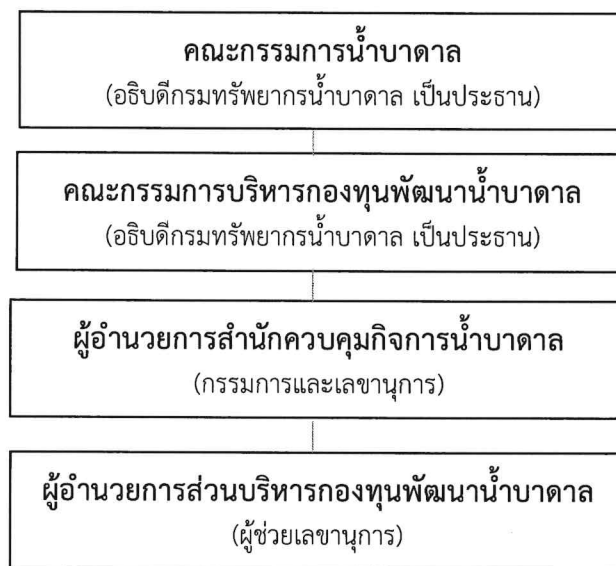 คณะกรรมการน้ำบาดาล
(อธิบดีกรมทรัพยากรน้ำบาดาล เป็นประธาน)
คณะกรรมการบริหารกองทุนพัฒนาน้ำบาดาล
(อธิบดีกรมทรัพยากรน้ำบาดาล เป็นประธาน)
ผู้อำนวยการสำนักควบคุมกิจการน้ำบาดาล
(กรรมการและเลขานุการ)
ผู้อำนวยการส่วนบริหารกองทุนพัฒนาน้ำบาดาล
(ผู้ช่วยเลขานุการ)